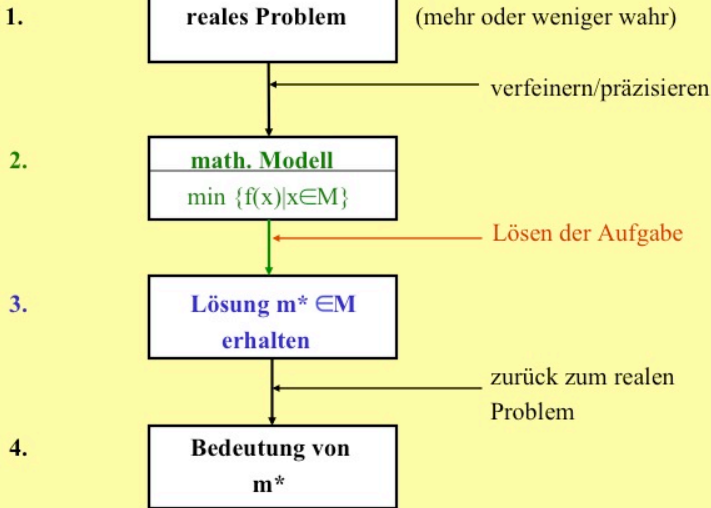 1.
reales Problem
(mehr oder weniger wahr)
verfeinern/präzisieren
2.
math. Modell
min {f(x)|x∈M}
Lösen der Aufgabe
3.
Lösung m* ∈M
erhalten
zurück zum realen
Problem
4.
Bedeutung von
m*